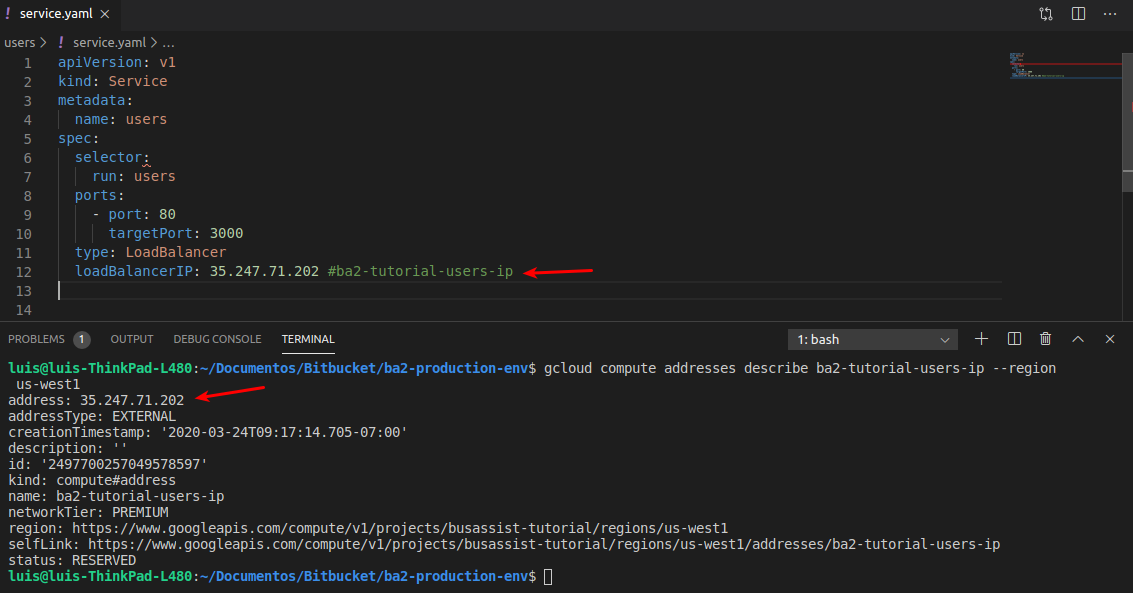 ! service.yaml ×
users > ! service.yaml > ...
1 apiVersion: v1
2 kind: Service
3 metadata:
4   name: users
5 spec:
6   selector:
7     run: users
8   ports:
9     - port: 80
10       targetPort: 3000
11   type: LoadBalancer
12   loadBalancerIP: 35.247.71.202 #ba2-tutorial-users-ip
13
14
PROBLEMS 1 OUTPUT DEBUG CONSOLE TERMINAL 1: bash
luis@luis-ThinkPad-L480:~/Documentos/Bitbucket/ba2-production-env$ gcloud compute addresses describe ba2-tutorial-users-ip --region
 us-west1
address: 35.247.71.202
addressType: EXTERNAL
creationTimestamp: '2020-03-24T09:17:14.705-07:00'
description: ''
id: '2497700257049578597'
kind: compute#address
name: ba2-tutorial-users-ip
networkTier: PREMIUM
region: https://www.googleapis.com/compute/v1/projects/busassist-tutorial/regions/us-west1
selfLink: https://www.googleapis.com/compute/v1/projects/busassist-tutorial/regions/us-west1/addresses/ba2-tutorial-users-ip
status: RESERVED
luis@luis-ThinkPad-L480:~/Documentos/Bitbucket/ba2-production-env$